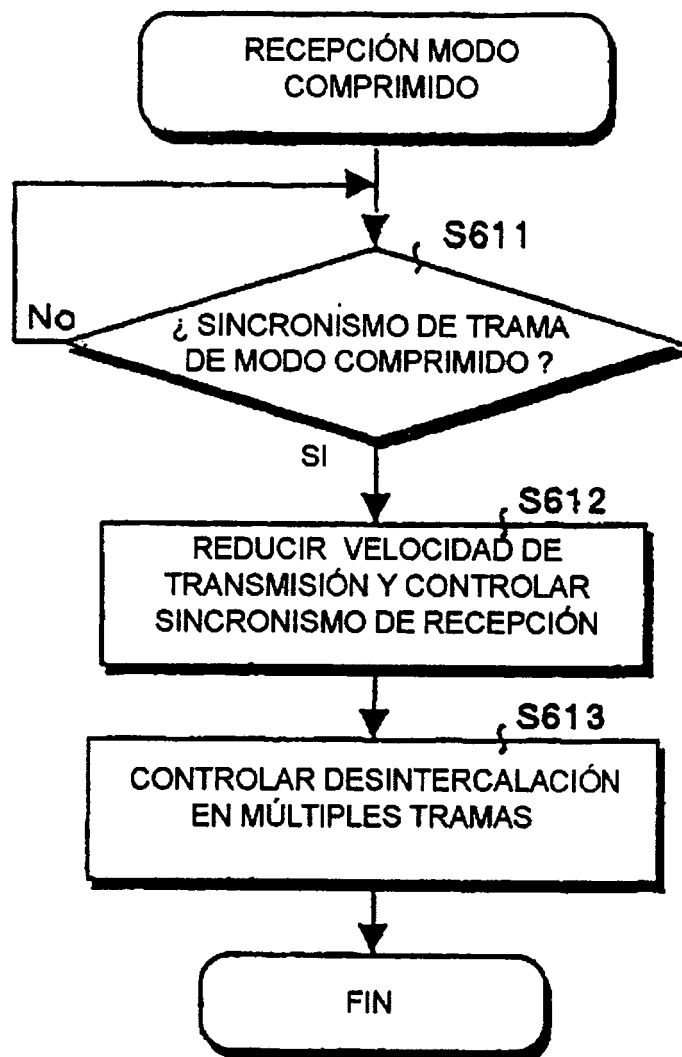 RECEPCIÓN MODO
COMPRIMIDO
S611
No
¿ SINCRONISMO DE TRAMA
DE MODO COMPRIMIDO ?
SI
S612
REDUCIR VELOCIDAD DE
TRANSMISIÓN Y CONTROLAR
SINCRONISMO DE RECEPCIÓN
S613
CONTROLAR DESINTERCALACIÓN
EN MÚLTIPLES TRAMAS
FIN